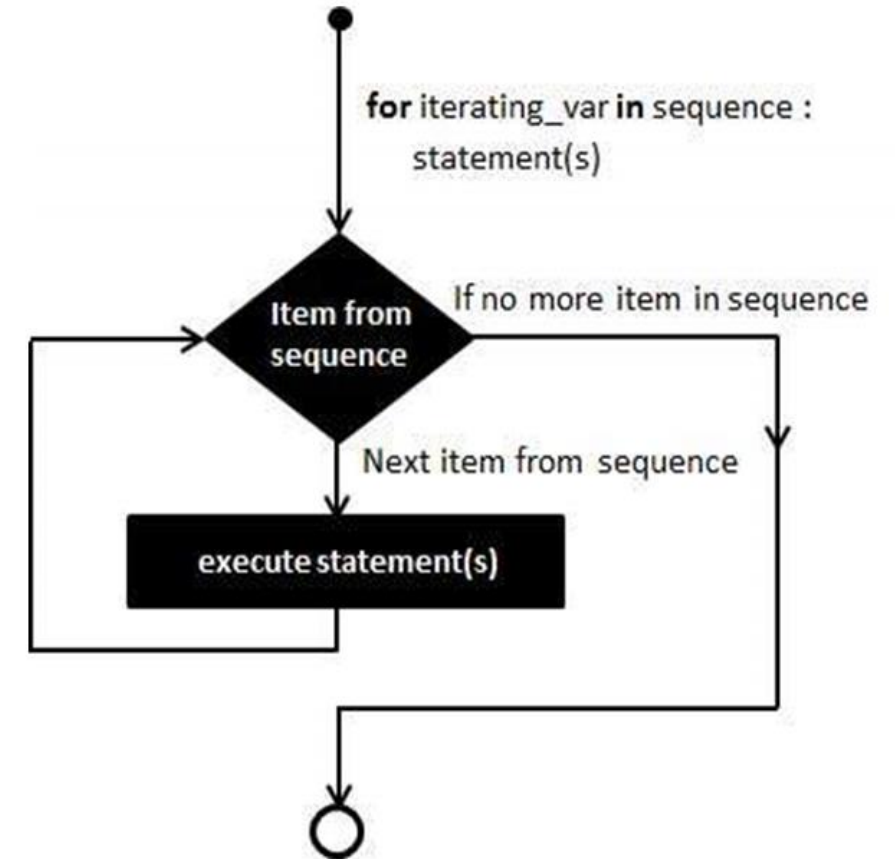 for iterating_var in sequence :
statement(s)
If no more item in sequence
Item from
sequence
Next item from sequence
execute statement(s)